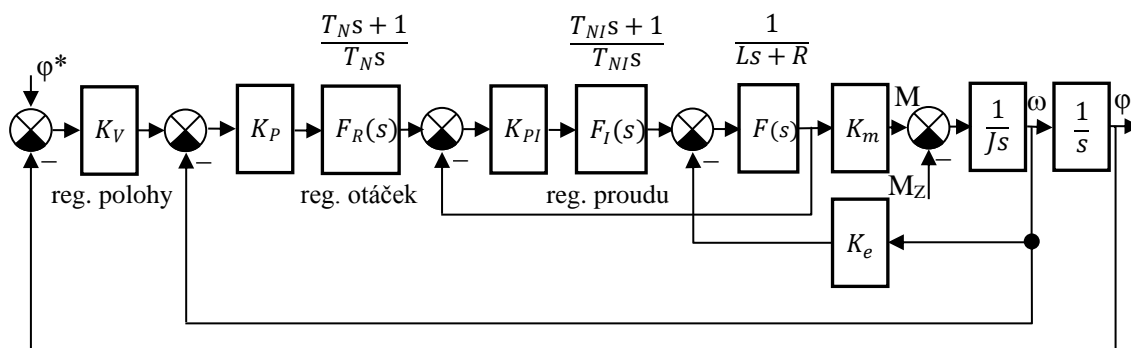 T_N s + 1 / T_N s
T_NI s + 1 / T_NI s
1 / Ls + R
φ*
K_V
K_P
F_R(s)
K_PI
F_I(s)
F(s)
K_m
M
1 / Js
ω
1 / s
φ
−
−
−
−
−
M_Z
reg. polohy
reg. otáček
reg. proudu
K_e